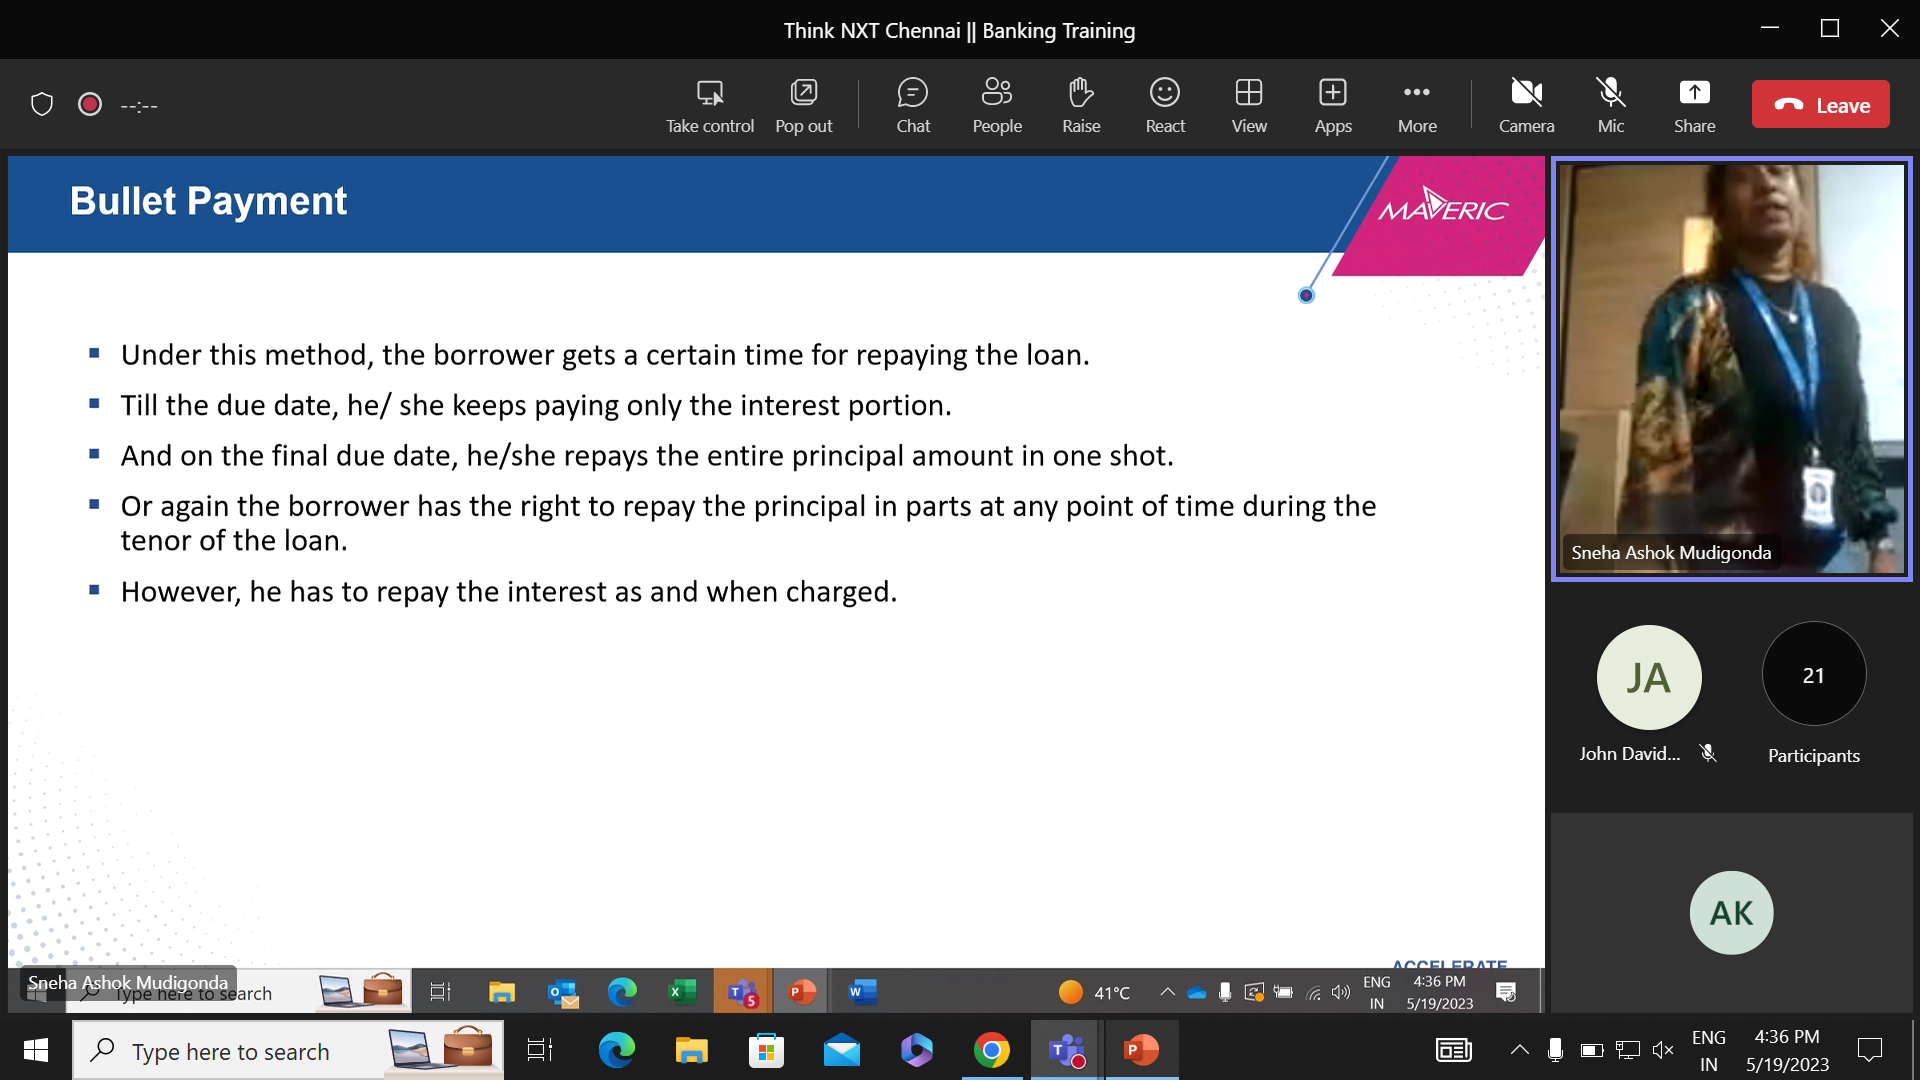 Think NXT Chennai || Banking Training
--:--
Take control
Pop out
Chat
People
Raise
React
View
Apps
More
Camera
Mic
Share
Leave
Bullet Payment
MAVERIC
Under this method, the borrower gets a certain time for repaying the loan.
Till the due date, he/ she keeps paying only the interest portion.
And on the final due date, he/she repays the entire principal amount in one shot.
Or again the borrower has the right to repay the principal in parts at any point of time during the
tenor of the loan.
However, he has to repay the interest as and when charged.
Sneha Ashok Mudigonda
JA
John David...
21
Participants
AK
ACCELERATE
Sneha Ashok Mudigonda
Type here to search
5
41°C
ENG
IN
4:36 PM
5/19/2023
Type here to search
ENG
IN
4:36 PM
5/19/2023